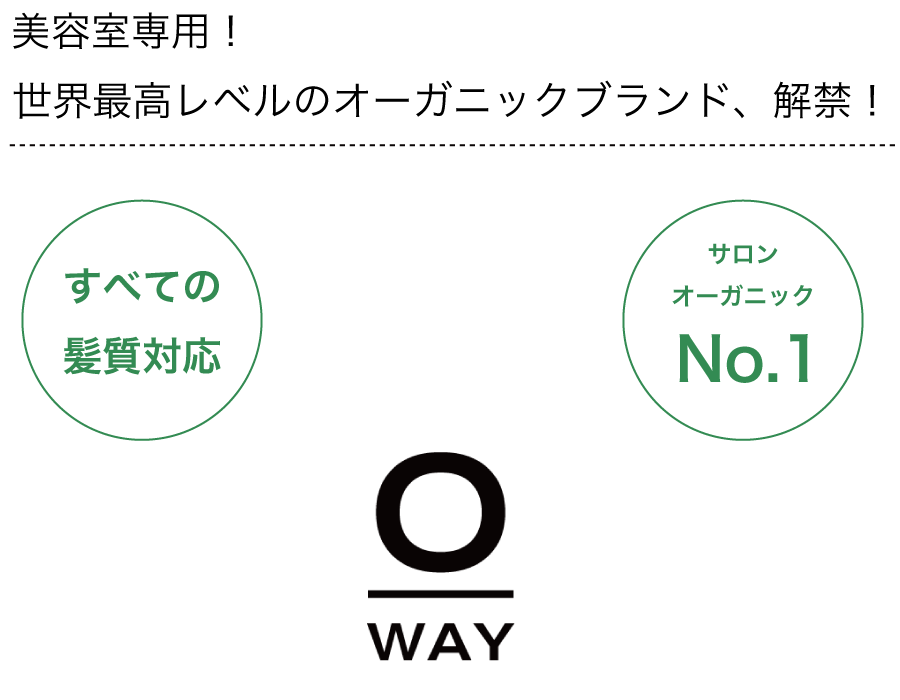 美容室専用！
世界最高レベルのオーガニックブランド、解禁！
すべての
髪質対応
サロン
オーガニック
No.1
O
WAY